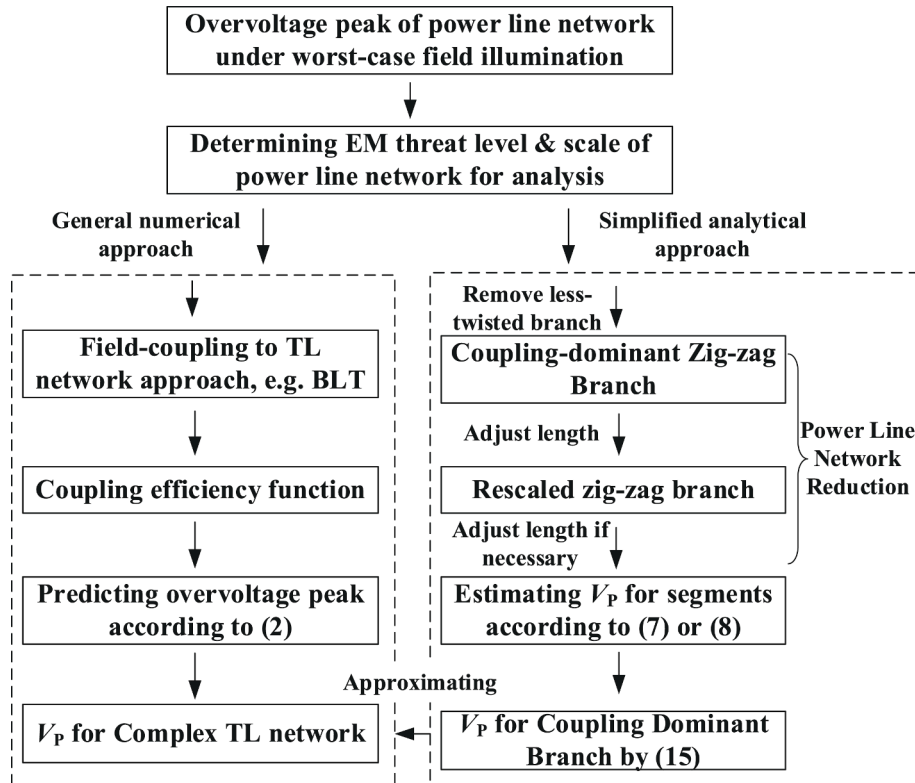 Overvoltage peak of power line network
under worst-case field illumination
Determining EM threat level & scale of
power line network for analysis
General numerical
approach
Simplified analytical
approach
Field-coupling to TL
network approach, e.g. BLT
Coupling efficiency function
Predicting overvoltage peak
according to (2)
V_P for Complex TL network
Remove less-
twisted branch
Coupling-dominant Zig-zag
Branch
Adjust length
Rescaled zig-zag branch
Adjust length if
necessary
Estimating V_P for segments
according to (7) or (8)
V_P for Coupling Dominant
Branch by (15)
Power Line
Network
Reduction
Approximating